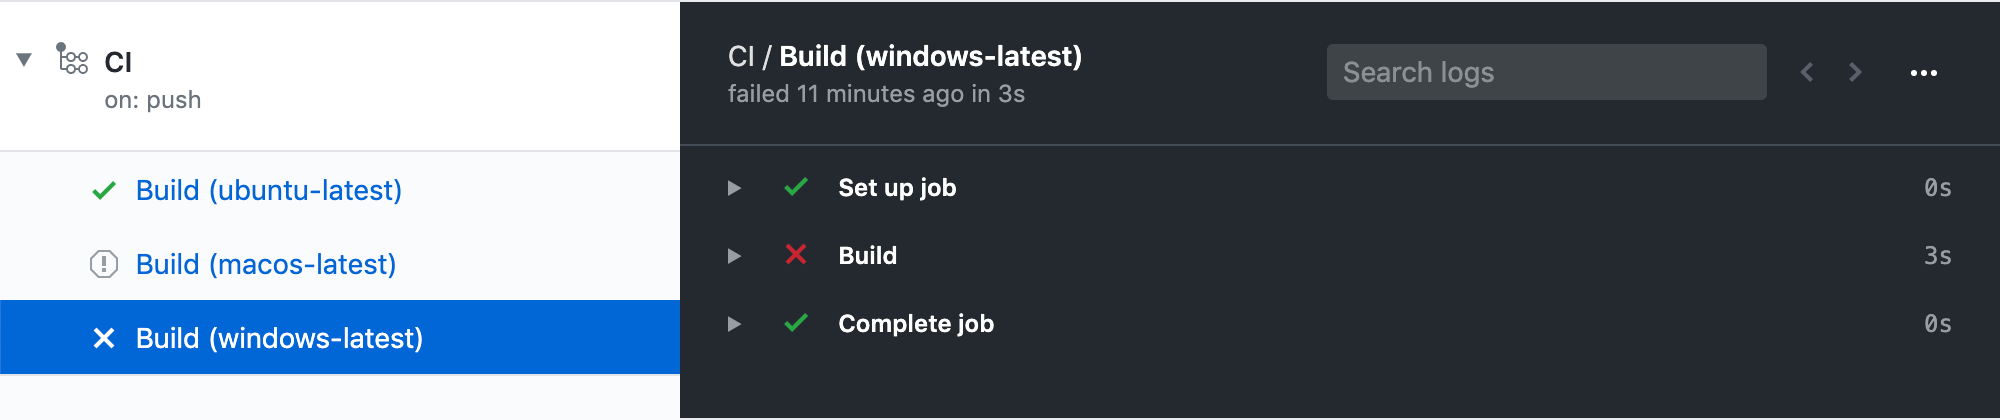 CI
on: push
Build (ubuntu-latest)
Build (macos-latest)
Build (windows-latest)
CI / Build (windows-latest)
failed 11 minutes ago in 3s
Search logs
Set up job 0s
Build 3s
Complete job 0s